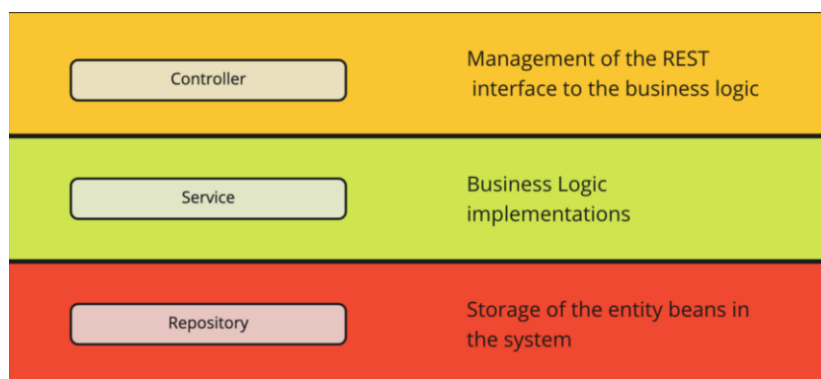 Controller
Management of the REST
interface to the business logic
Service
Business Logic
implementations
Repository
Storage of the entity beans in
the system